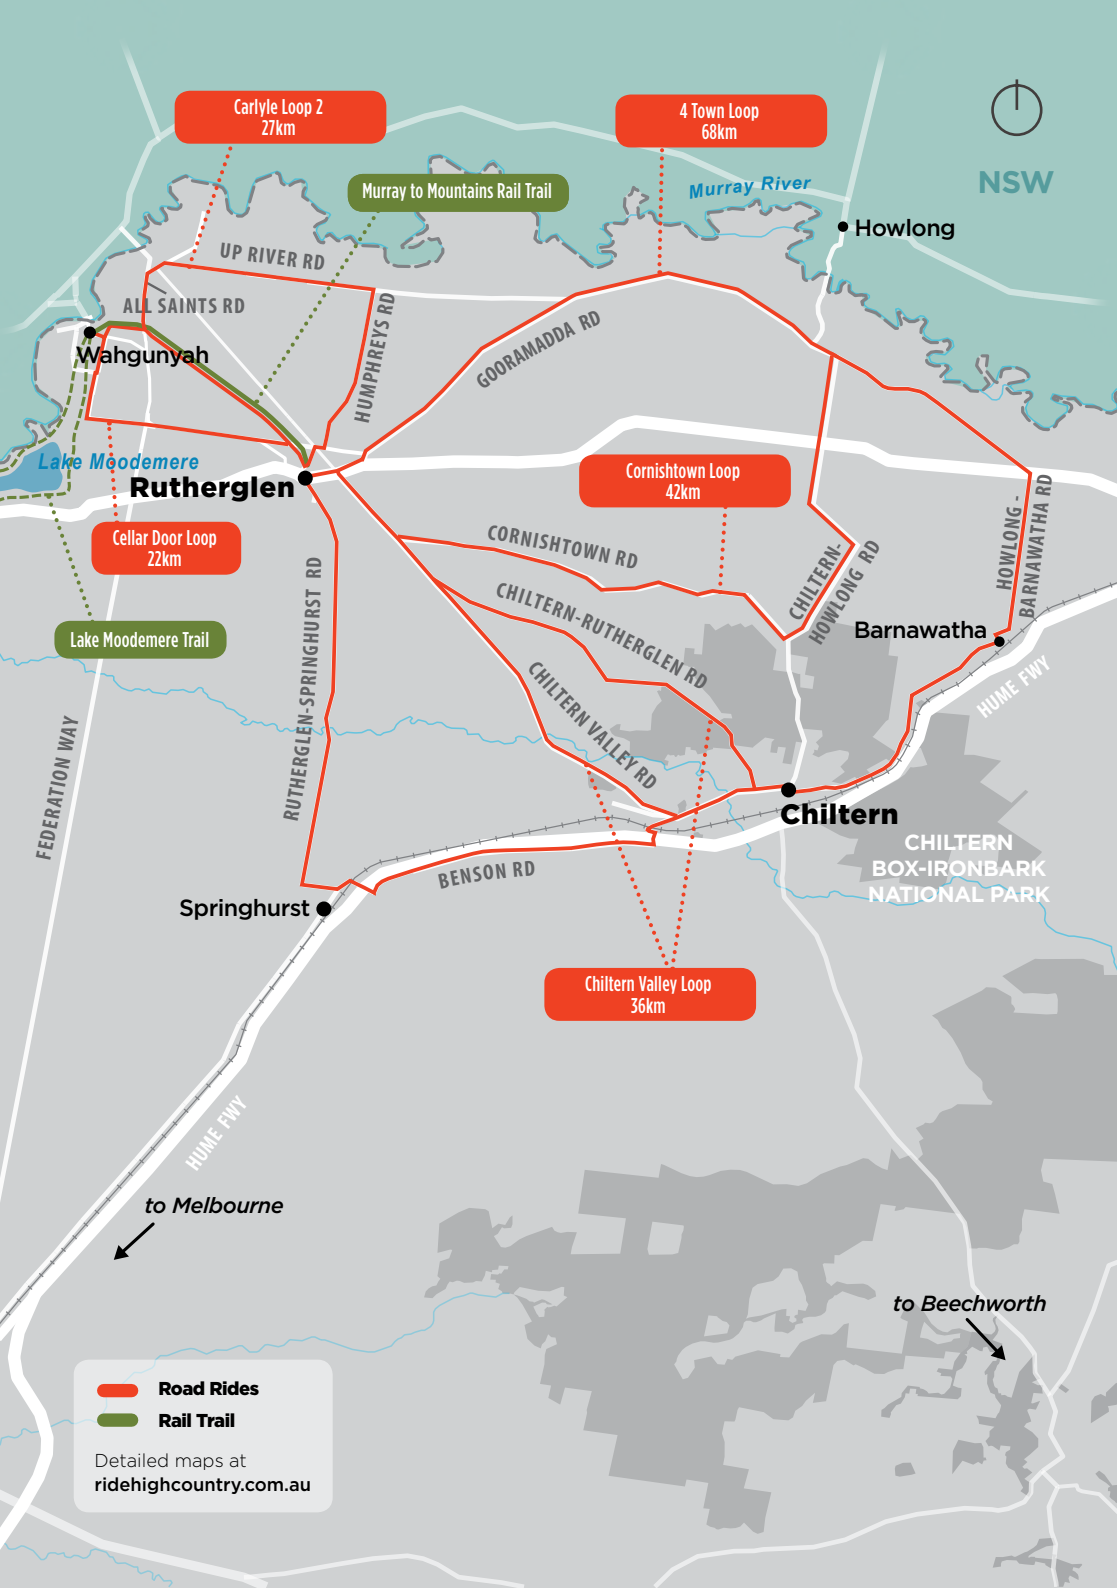 Carlyle Loop 2
27km
4 Town Loop
68km
Murray to Mountains Rail Trail
Murray River
NSW
Howlong
UP RIVER RD
ALL SAINTS RD
HUMPHREYS RD
GOORAMADDA RD
Wahgunyah
Lake Moodemere
Rutherglen
Cornishtown Loop
42km
Cellar Door Loop
22km
CORNISHTOWN RD
CHILTERN-
HOWLONG RD
HOWLONG -
BARNAWATHA RD
Lake Moodemere Trail
CHILTERN-RUTHERGLEN RD
Barnawatha
HUME FWY
RUTHERGLEN-SPRINGHURST RD
CHILTERN VALLEY RD
FEDERATION WAY
Chiltern
CHILTERN
BOX-IRONBARK
NATIONAL PARK
BENSON RD
Springhurst
Chiltern Valley Loop
36km
HUME FWY
to Melbourne
to Beechworth
Road Rides
Rail Trail
Detailed maps at
ridehighcountry.com.au